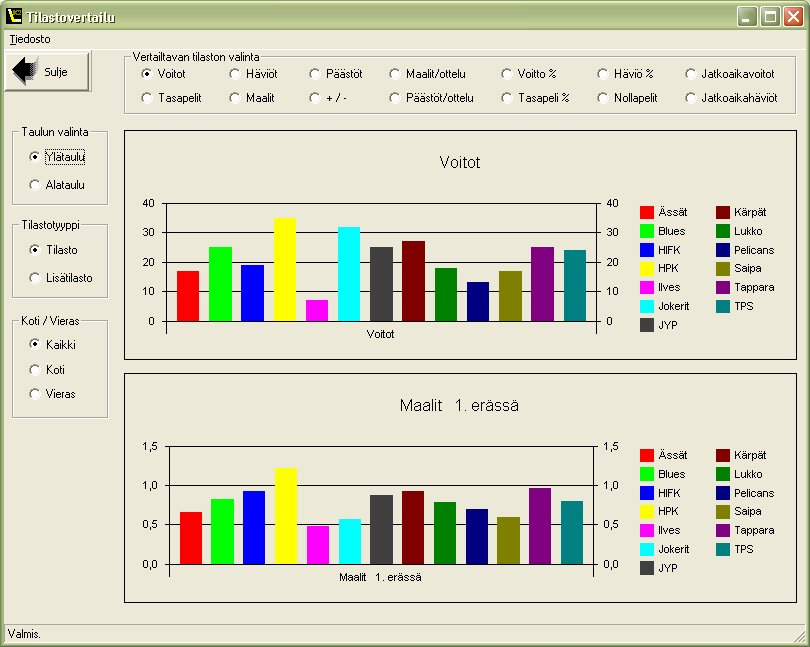 Tilastovertailu
Tiedosto
Sulje
Vertailtavan tilaston valinta
Voitot Häviöt Päästöt Maalit/ottelu Voitto % Häviö % Jatkoaikavoitot
Tasapelit Maalit + / - Päästöt/ottelu Tasapeli % Nollapelit Jatkoaikahäviöt
Taulun valinta
Ylätaulu
Alataulu
Tilastotyyppi
Tilasto
Lisätilasto
Koti / Vieras
Kaikki
Koti
Vieras
Voitot
40 40
30 30
20 20
10 10
0 0
Voitot
Ässät Kärpät
Blues Lukko
HIFK Pelicans
HPK Saipa
Ilves Tappara
Jokerit TPS
JYP
Maalit 1. erässä
1,5 1,5
1,0 1,0
0,5 0,5
0,0 0,0
Maalit 1. erässä
Ässät Kärpät
Blues Lukko
HIFK Pelicans
HPK Saipa
Ilves Tappara
Jokerit TPS
JYP
Valmis.